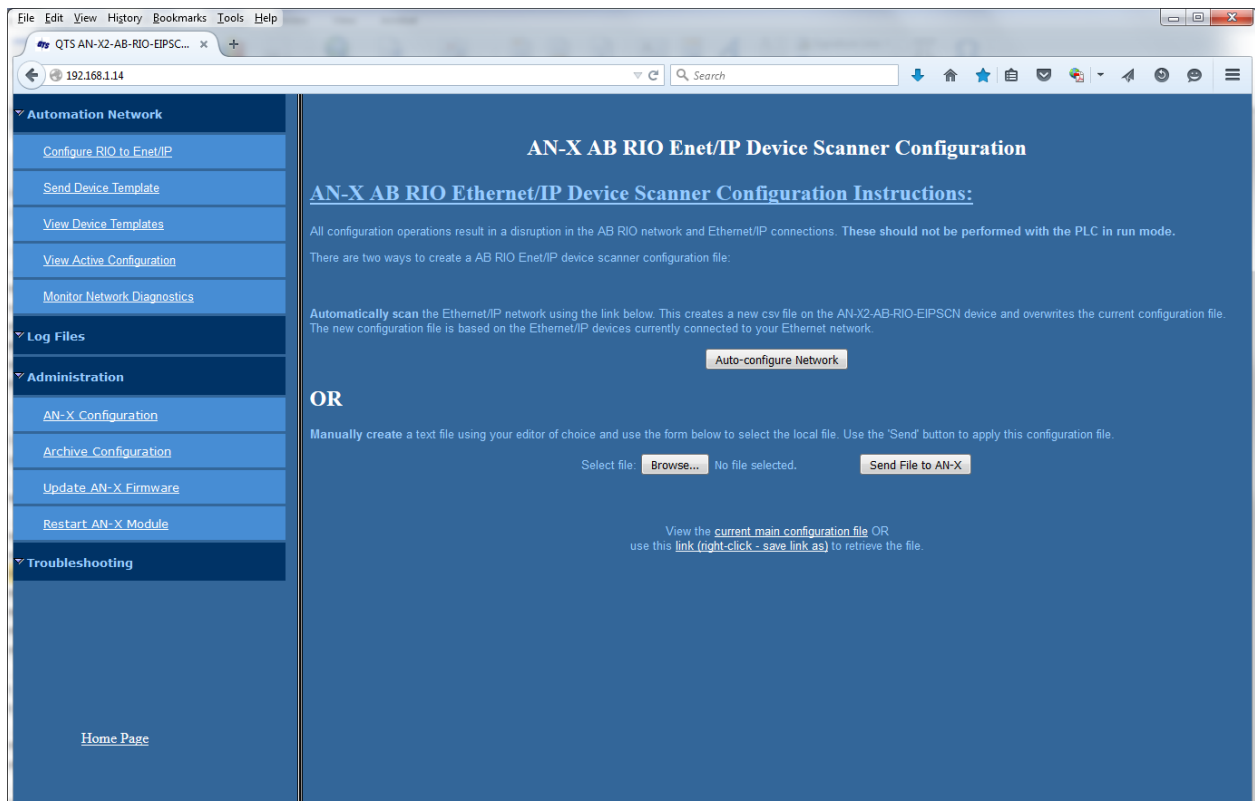 File Edit View History Bookmarks Tools Help
QTS AN-X2-AB-RIO-EIPSC... × +
192.168.1.14
Search
Automation Network
Configure RIO to Enet/IP
Send Device Template
View Device Templates
View Active Configuration
Monitor Network Diagnostics
Log Files
Administration
AN-X Configuration
Archive Configuration
Update AN-X Firmware
Restart AN-X Module
Troubleshooting
Home Page
AN-X AB RIO Enet/IP Device Scanner Configuration
AN-X AB RIO Ethernet/IP Device Scanner Configuration Instructions:
All configuration operations result in a disruption in the AB RIO network and Ethernet/IP connections. These should not be performed with the PLC in run mode.
There are two ways to create a AB RIO Enet/IP device scanner configuration file:
Automatically scan the Ethernet/IP network using the link below. This creates a new csv file on the AN-X2-AB-RIO-EIPSCN device and overwrites the current configuration file.
The new configuration file is based on the Ethernet/IP devices currently connected to your Ethernet network.
Auto-configure Network
OR
Manually create a text file using your editor of choice and use the form below to select the local file. Use the 'Send' button to apply this configuration file.
Select file: Browse... No file selected. Send File to AN-X
View the current main configuration file OR
use this link (right-click - save link as) to retrieve the file.